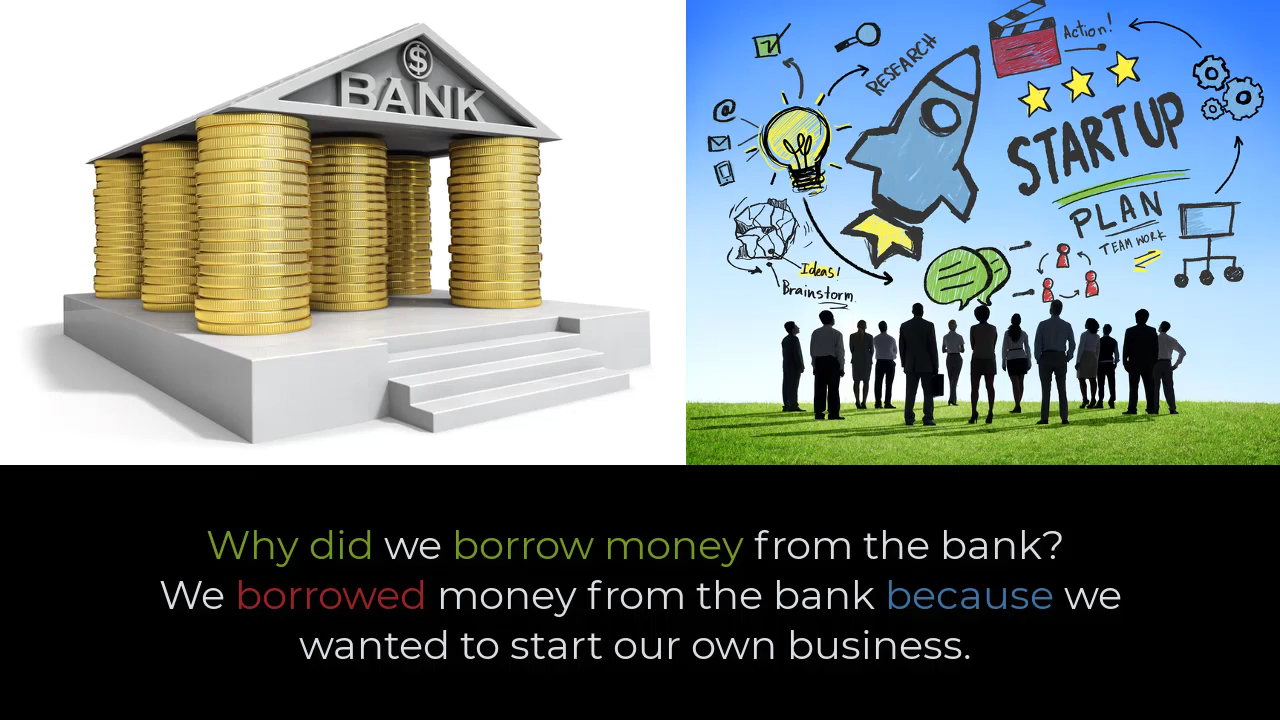 $
BANK
RESEARCH
Action!
@
START UP
PLAN
TEAM WORK
Ideas!
Brainstorm
Why did we borrow money from the bank?
We borrowed money from the bank because we
wanted to start our own business.